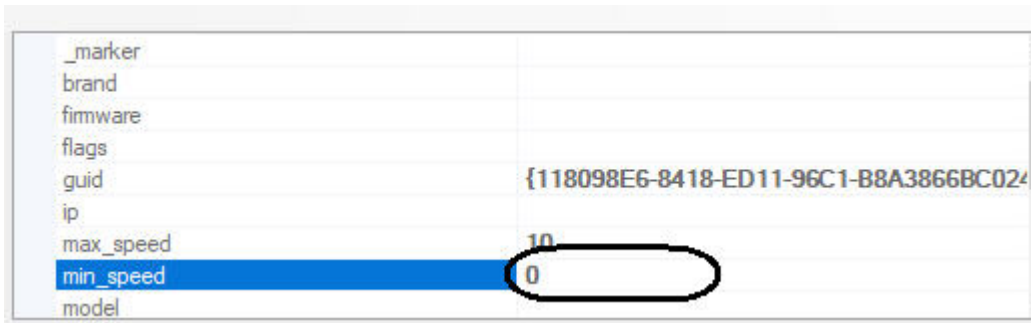 _marker
brand
firmware
flags
guid {118098E6-8418-ED11-96C1-B8A3866BC024
ip
max_speed 10
min_speed 0
model